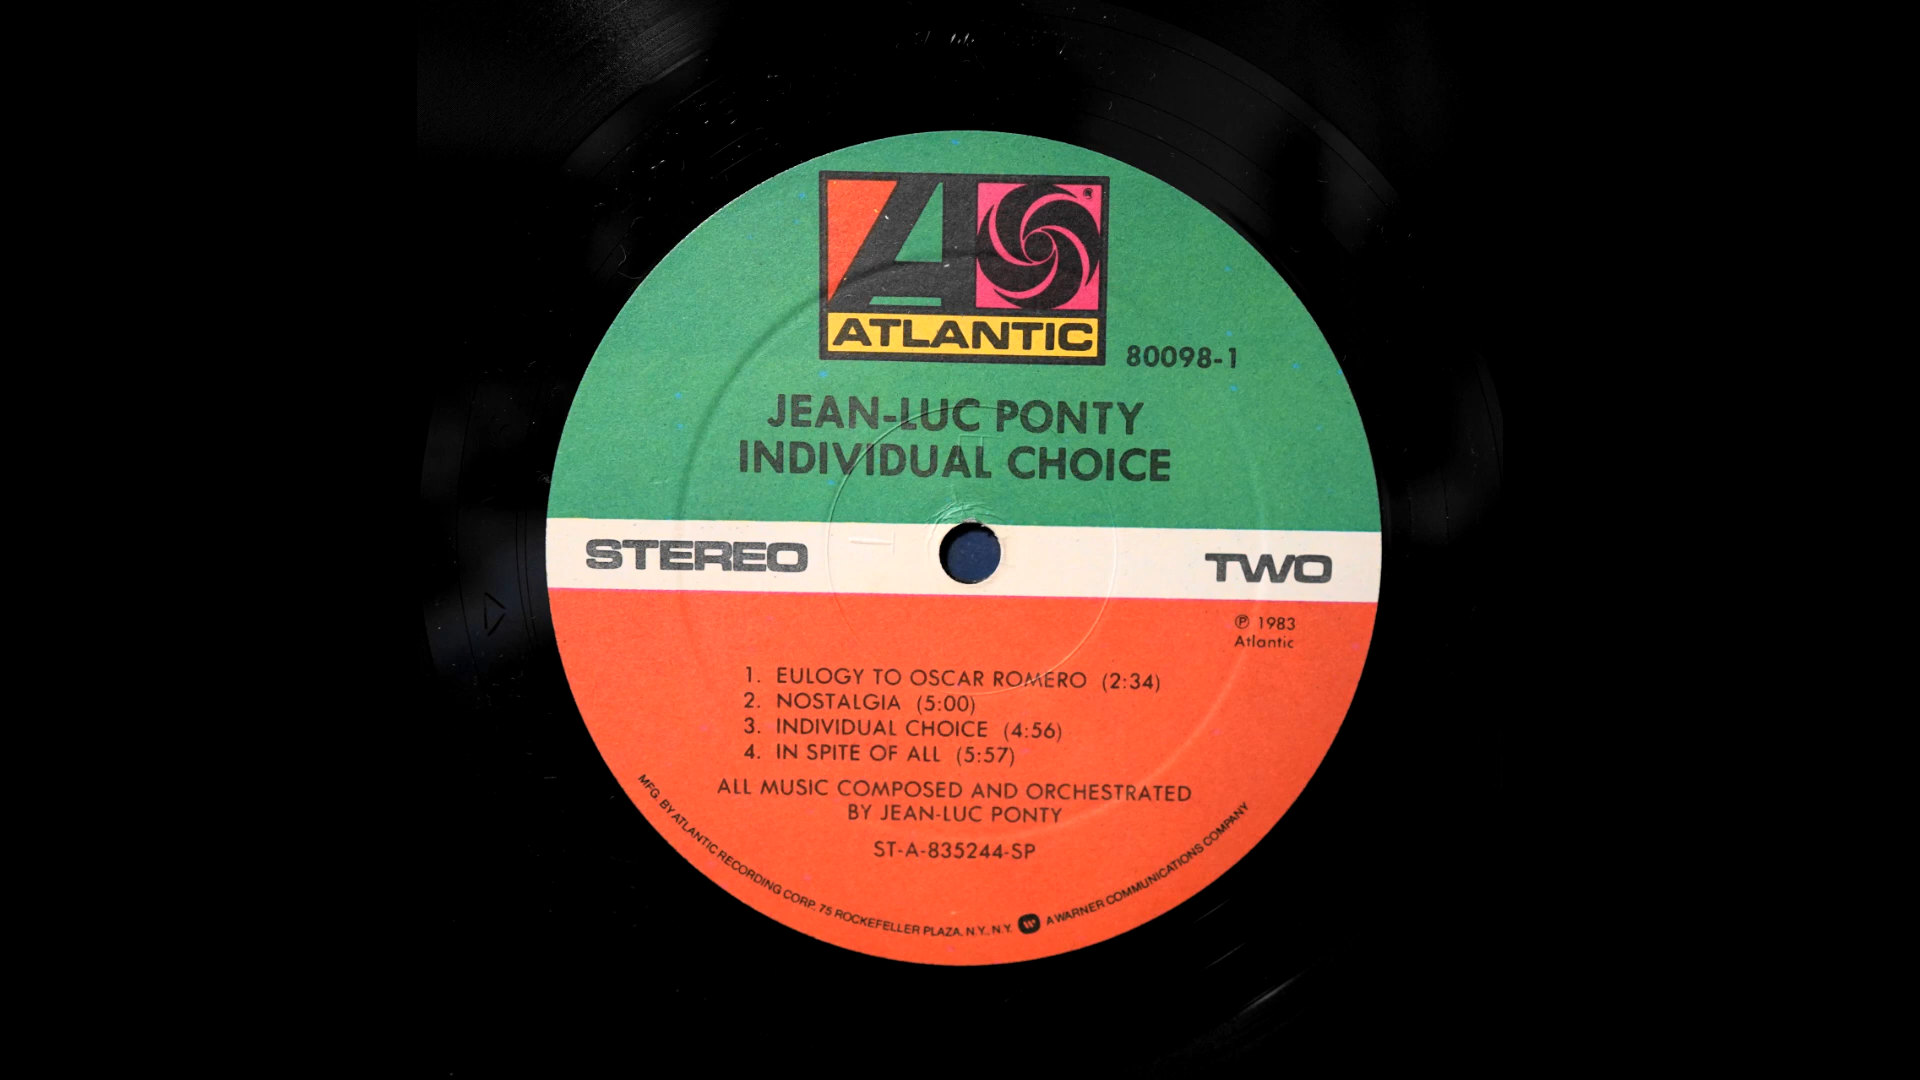 ATLANTIC
80098-1
JEAN-LUC PONTY
INDIVIDUAL CHOICE
STEREO
TWO
℗ 1983
Atlantic
1. EULOGY TO OSCAR ROMERO (2:34)
2. NOSTALGIA (5:00)
3. INDIVIDUAL CHOICE (4:56)
4. IN SPITE OF ALL (5:57)
ALL MUSIC COMPOSED AND ORCHESTRATED
BY JEAN-LUC PONTY
ST-A-835244-SP
MFG. BY ATLANTIC RECORDING CORP. 75 ROCKEFELLER PLAZA, N.Y., N.Y. A WARNER COMMUNICATIONS COMPANY